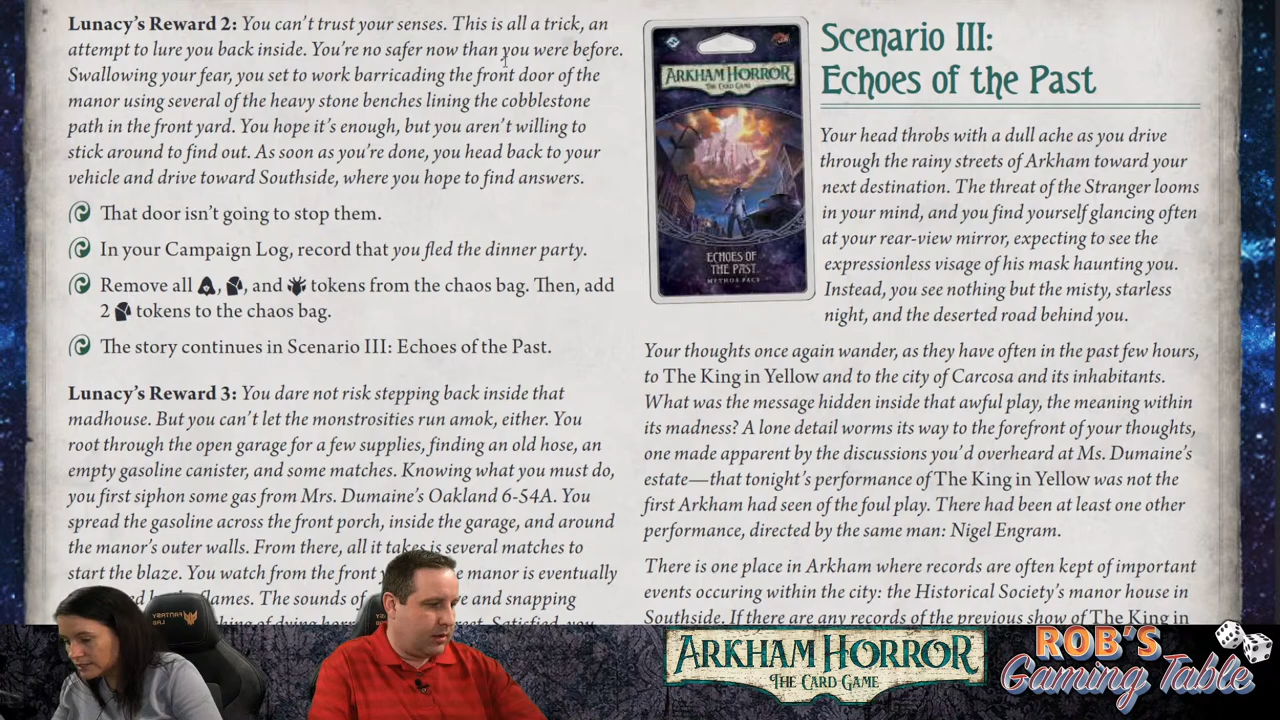 Lunacy's Reward 2: You can't trust your senses. This is all a trick, an
attempt to lure you back inside. You're no safer now than you were before.
Swallowing your fear, you set to work barricading the front door of the
manor using several of the heavy stone benches lining the cobblestone
path in the front yard. You hope it's enough, but you aren't willing to
stick around to find out. As soon as you're done, you head back to your
vehicle and drive toward Southside, where you hope to find answers.
That door isn't going to stop them.
In your Campaign Log, record that you fled the dinner party.
Remove all , , and tokens from the chaos bag. Then, add
2 tokens to the chaos bag.
The story continues in Scenario III: Echoes of the Past.
Lunacy's Reward 3: You dare not risk stepping back inside that
madhouse. But you can't let the monstrosities run amok, either. You
root through the open garage for a few supplies, finding an old hose, an
empty gasoline canister, and some matches. Knowing what you must do,
you first siphon some gas from Mrs. Dumaine's Oakland 6-54A. You
spread the gasoline across the front porch, inside the garage, and around
the manor's outer walls. From there, all it takes is several matches to
start the blaze. You watch from the front manor is eventually
flames. The sounds of and snapping
of dying Satisfied, you
ARKHAM HORROR
THE CARD GAME
ECHOES OF
THE PAST
MYTHOS PACK
Scenario III:
Echoes of the Past
Your head throbs with a dull ache as you drive
through the rainy streets of Arkham toward your
next destination. The threat of the Stranger looms
in your mind, and you find yourself glancing often
at your rear-view mirror, expecting to see the
expressionless visage of his mask haunting you.
Instead, you see nothing but the misty, starless
night, and the deserted road behind you.
Your thoughts once again wander, as they have often in the past few hours,
to The King in Yellow and to the city of Carcosa and its inhabitants.
What was the message hidden inside that awful play, the meaning within
its madness? A lone detail worms its way to the forefront of your thoughts,
one made apparent by the discussions you'd overheard at Ms. Dumaine's
estate—that tonight's performance of The King in Yellow was not the
first Arkham had seen of the foul play. There had been at least one other
performance, directed by the same man: Nigel Engram.
There is one place in Arkham where records are often kept of important
events occuring within the city: the Historical Society's manor house in
Southside. If there are any records of the previous show of The King in
FANTASY
LAB
ARKHAM HORROR
THE CARD GAME
ROB'S
Gaming Table